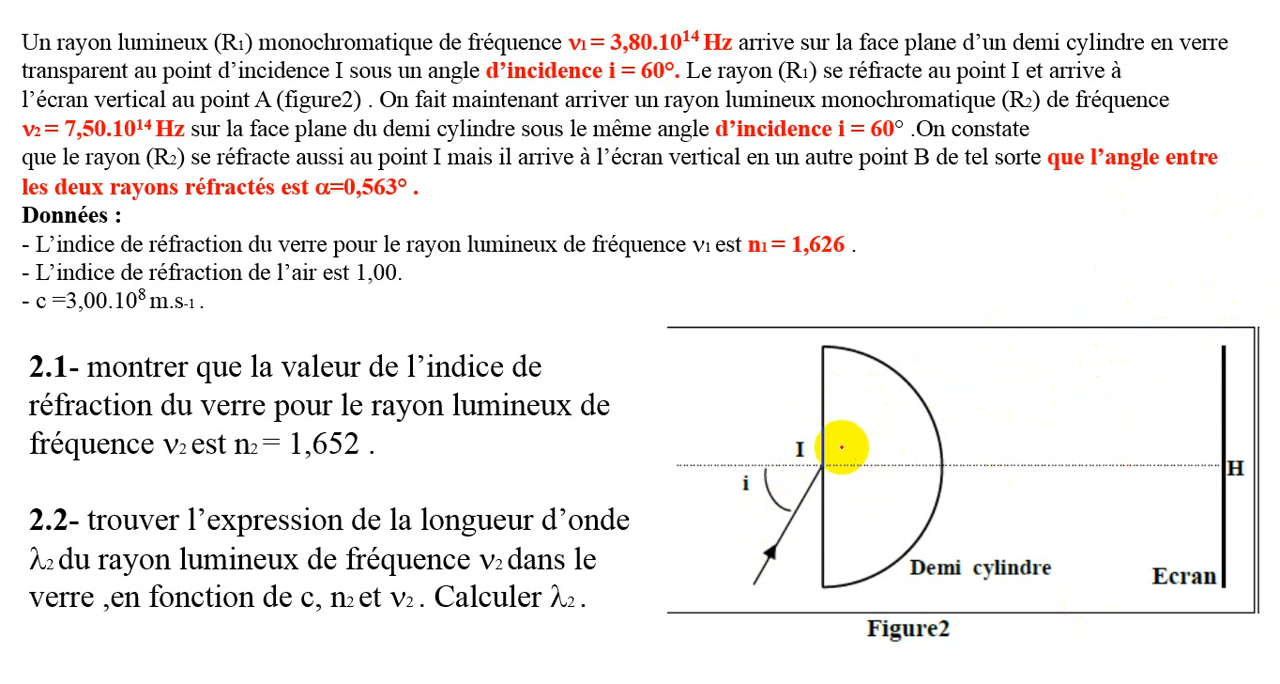 Un rayon lumineux (R₁) monochromatique de fréquence ν₁ = 3,80.10¹⁴ Hz arrive sur la face plane d’un demi cylindre en verre
transparent au point d’incidence I sous un angle d’incidence i = 60°. Le rayon (R₁) se réfracte au point I et arrive à
l’écran vertical au point A (figure2) . On fait maintenant arriver un rayon lumineux monochromatique (R₂) de fréquence
ν₂ = 7,50.10¹⁴ Hz sur la face plane du demi cylindre sous le même angle d’incidence i = 60° .On constate
que le rayon (R₂) se réfracte aussi au point I mais il arrive à l’écran vertical en un autre point B de tel sorte que l’angle entre
les deux rayons réfractés est α=0,563° .
Données :
- L’indice de réfraction du verre pour le rayon lumineux de fréquence ν₁ est n₁ = 1,626 .
- L’indice de réfraction de l’air est 1,00.
- c =3,00.10⁸ m.s-1 .
2.1- montrer que la valeur de l’indice de
réfraction du verre pour le rayon lumineux de
fréquence ν₂ est n₂ = 1,652 .
2.2- trouver l’expression de la longueur d’onde
λ₂ du rayon lumineux de fréquence ν₂ dans le
verre ,en fonction de c, n₂ et ν₂ . Calculer λ₂ .
I
i
H
Demi cylindre
Ecran
Figure2